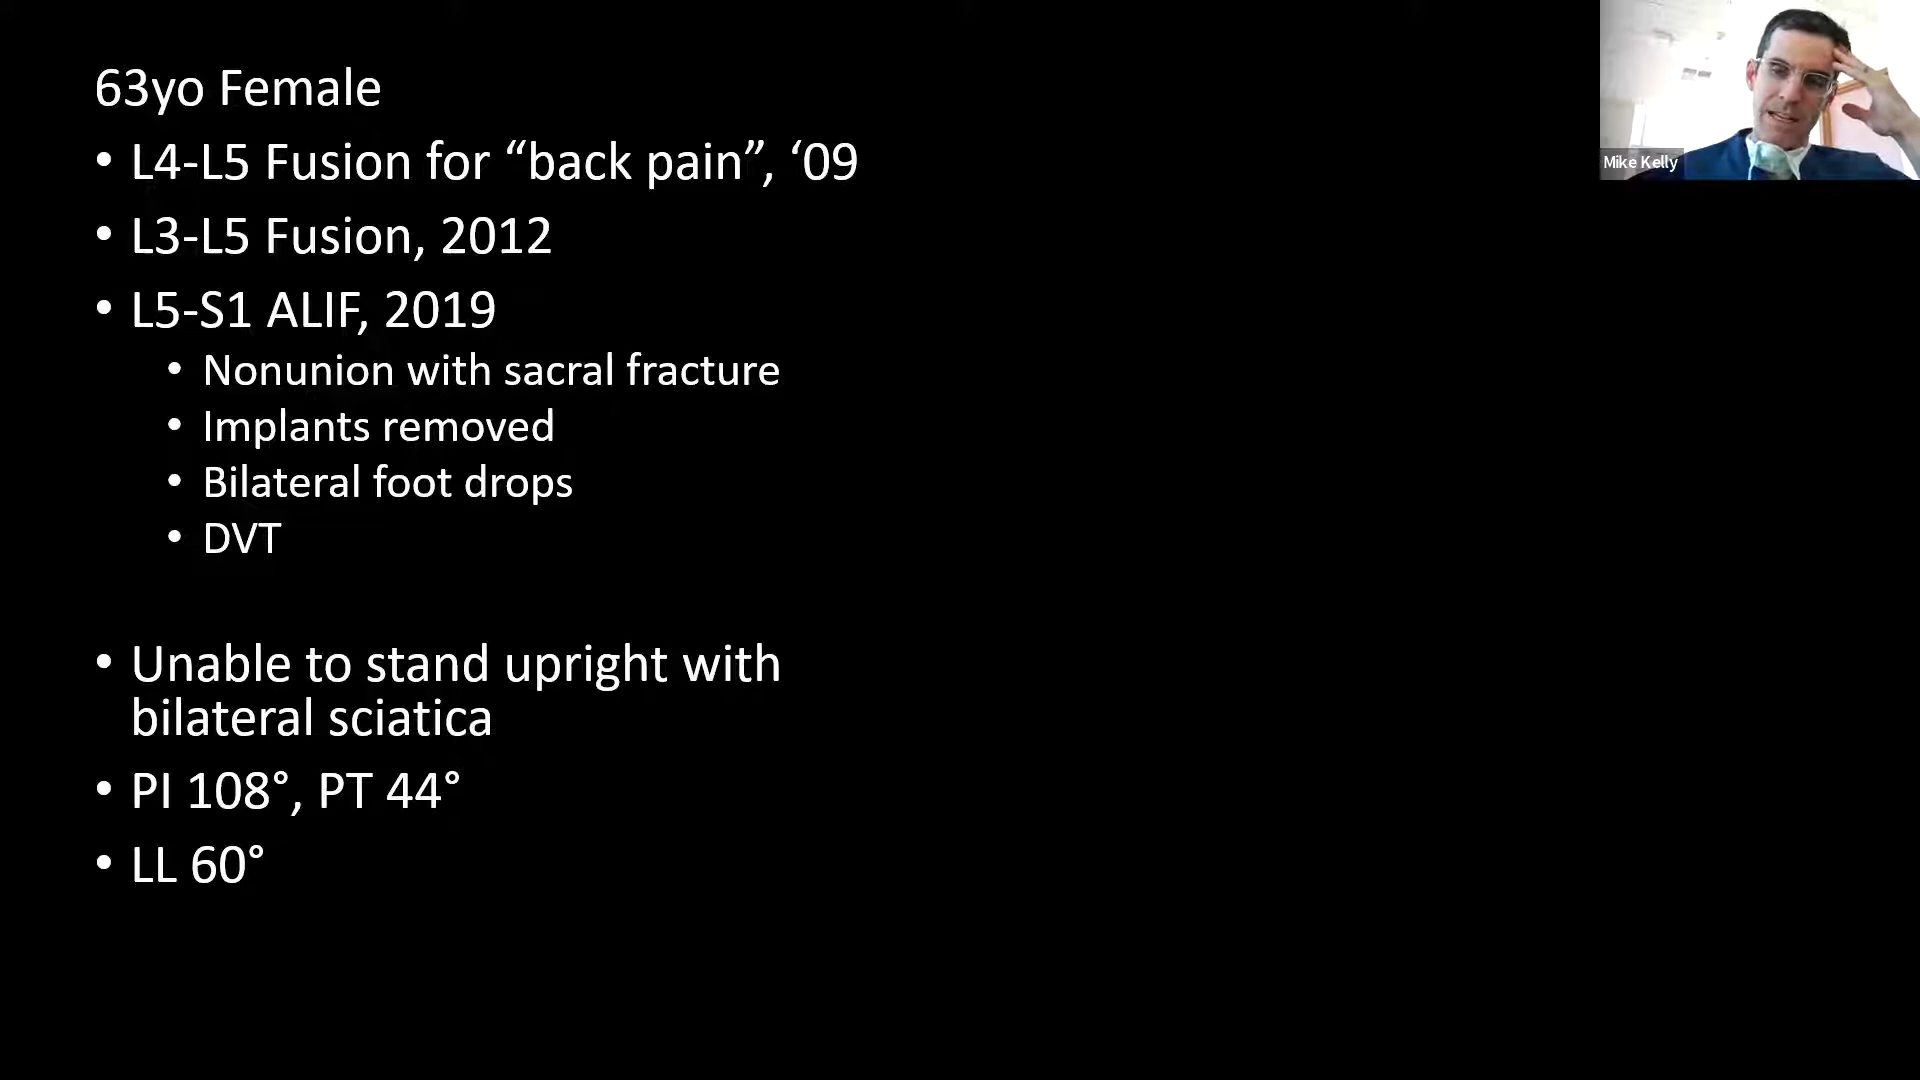 63yo Female
• L4-L5 Fusion for “back pain”, ‘09
• L3-L5 Fusion, 2012
• L5-S1 ALIF, 2019
• Nonunion with sacral fracture
• Implants removed
• Bilateral foot drops
• DVT
• Unable to stand upright with
bilateral sciatica
• PI 108°, PT 44°
• LL 60°
Mike Kelly